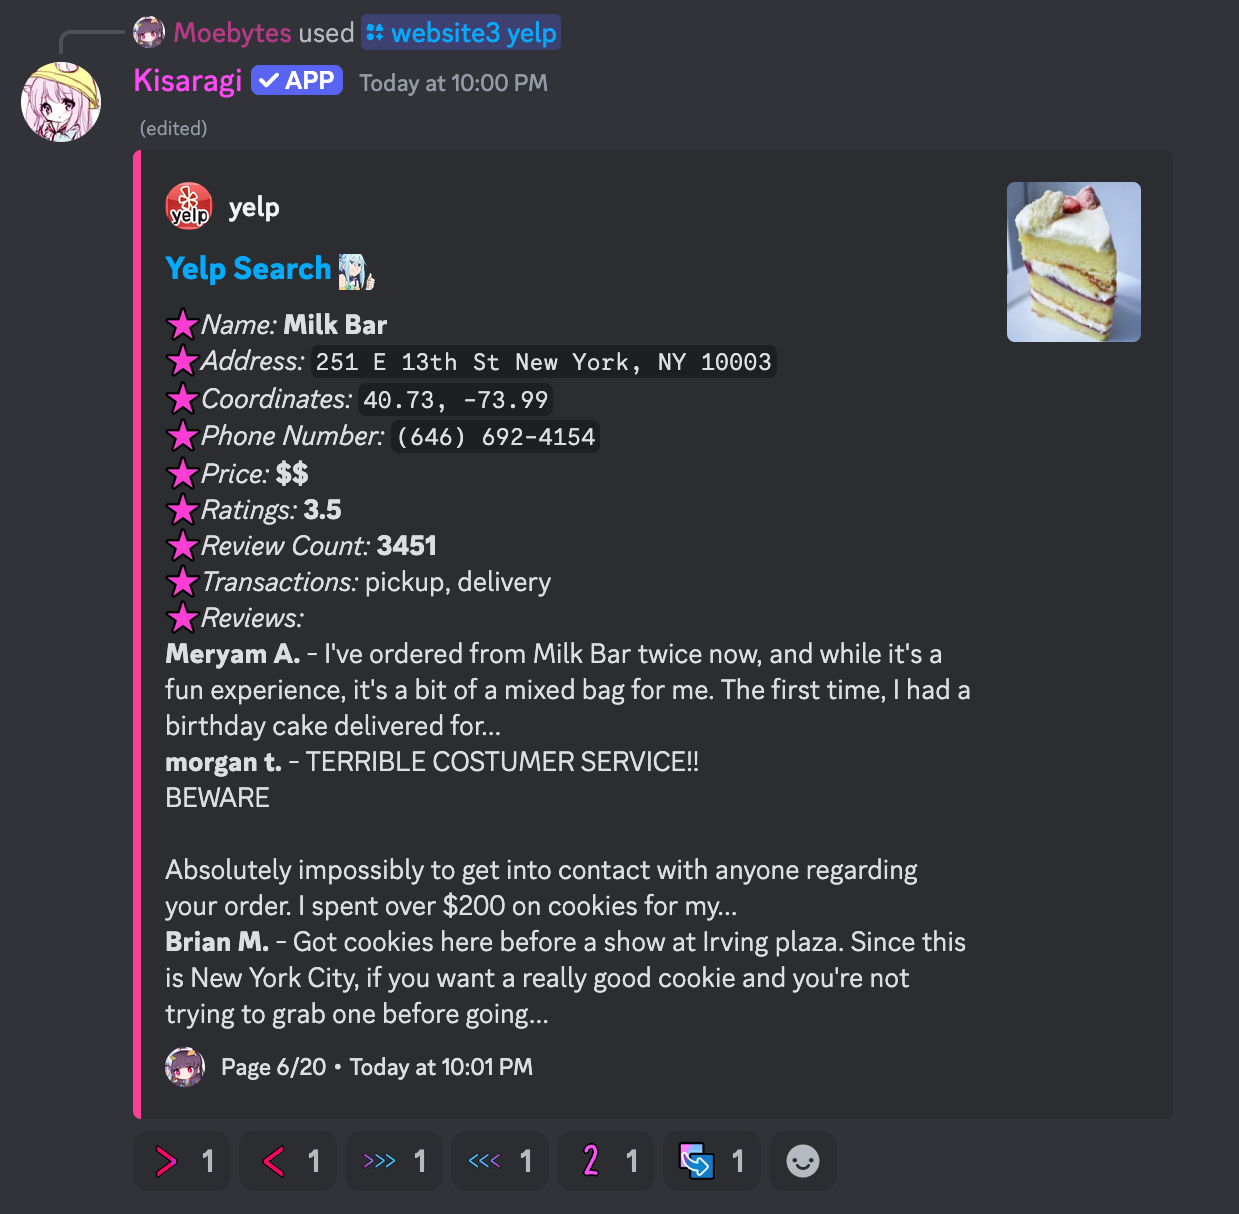 Moebytes used website3 yelp
Kisaragi APP Today at 10:00 PM
(edited)
yelp yelp
Yelp Search
Name: Milk Bar
Address: 251 E 13th St New York, NY 10003
Coordinates: 40.73, -73.99
Phone Number: (646) 692-4154
Price: $$
Ratings: 3.5
Review Count: 3451
Transactions: pickup, delivery
Reviews:
Meryam A. - I've ordered from Milk Bar twice now, and while it's a
fun experience, it's a bit of a mixed bag for me. The first time, I had a
birthday cake delivered for...
morgan t. - TERRIBLE COSTUMER SERVICE!!
BEWARE
Absolutely impossibly to get into contact with anyone regarding
your order. I spent over $200 on cookies for my...
Brian M. - Got cookies here before a show at Irving plaza. Since this
is New York City, if you want a really good cookie and you're not
trying to grab one before going...
Page 6/20 • Today at 10:01 PM
> 1 < 1 >>> 1 <<< 1 2 1 1